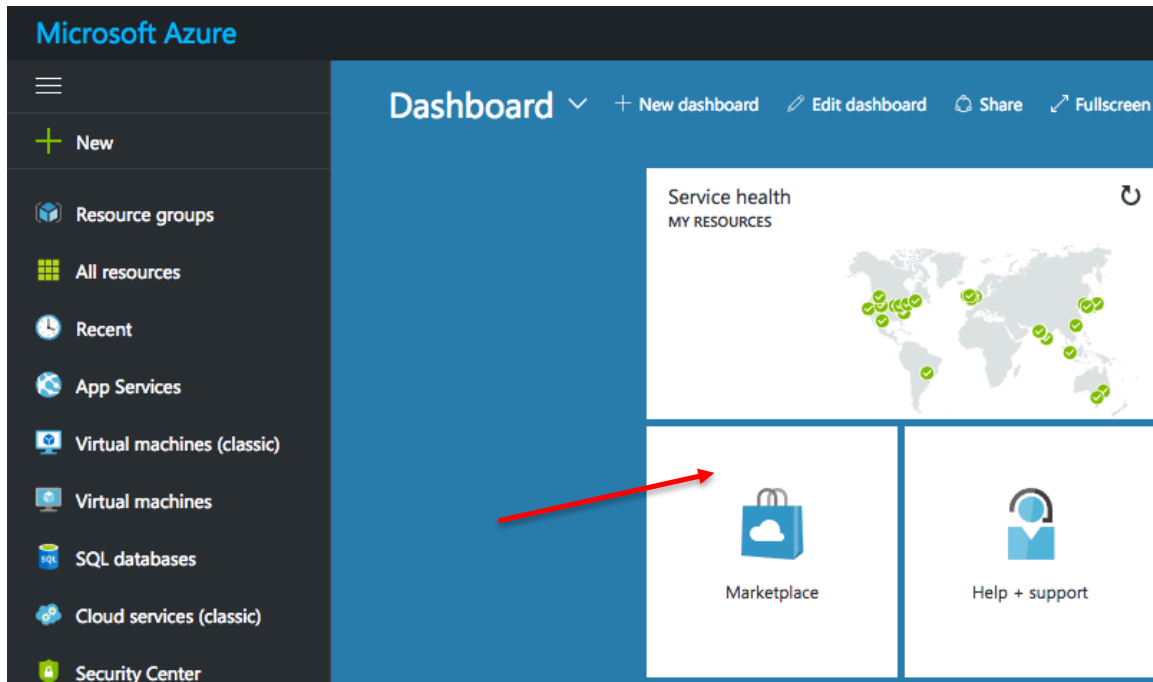 Microsoft Azure
Dashboard
New dashboard
Edit dashboard
Share
Fullscreen
New
Resource groups
All resources
Recent
App Services
Virtual machines (classic)
Virtual machines
SQL
SQL databases
Cloud services (classic)
Security Center
Service health
MY RESOURCES
Marketplace
Help + support